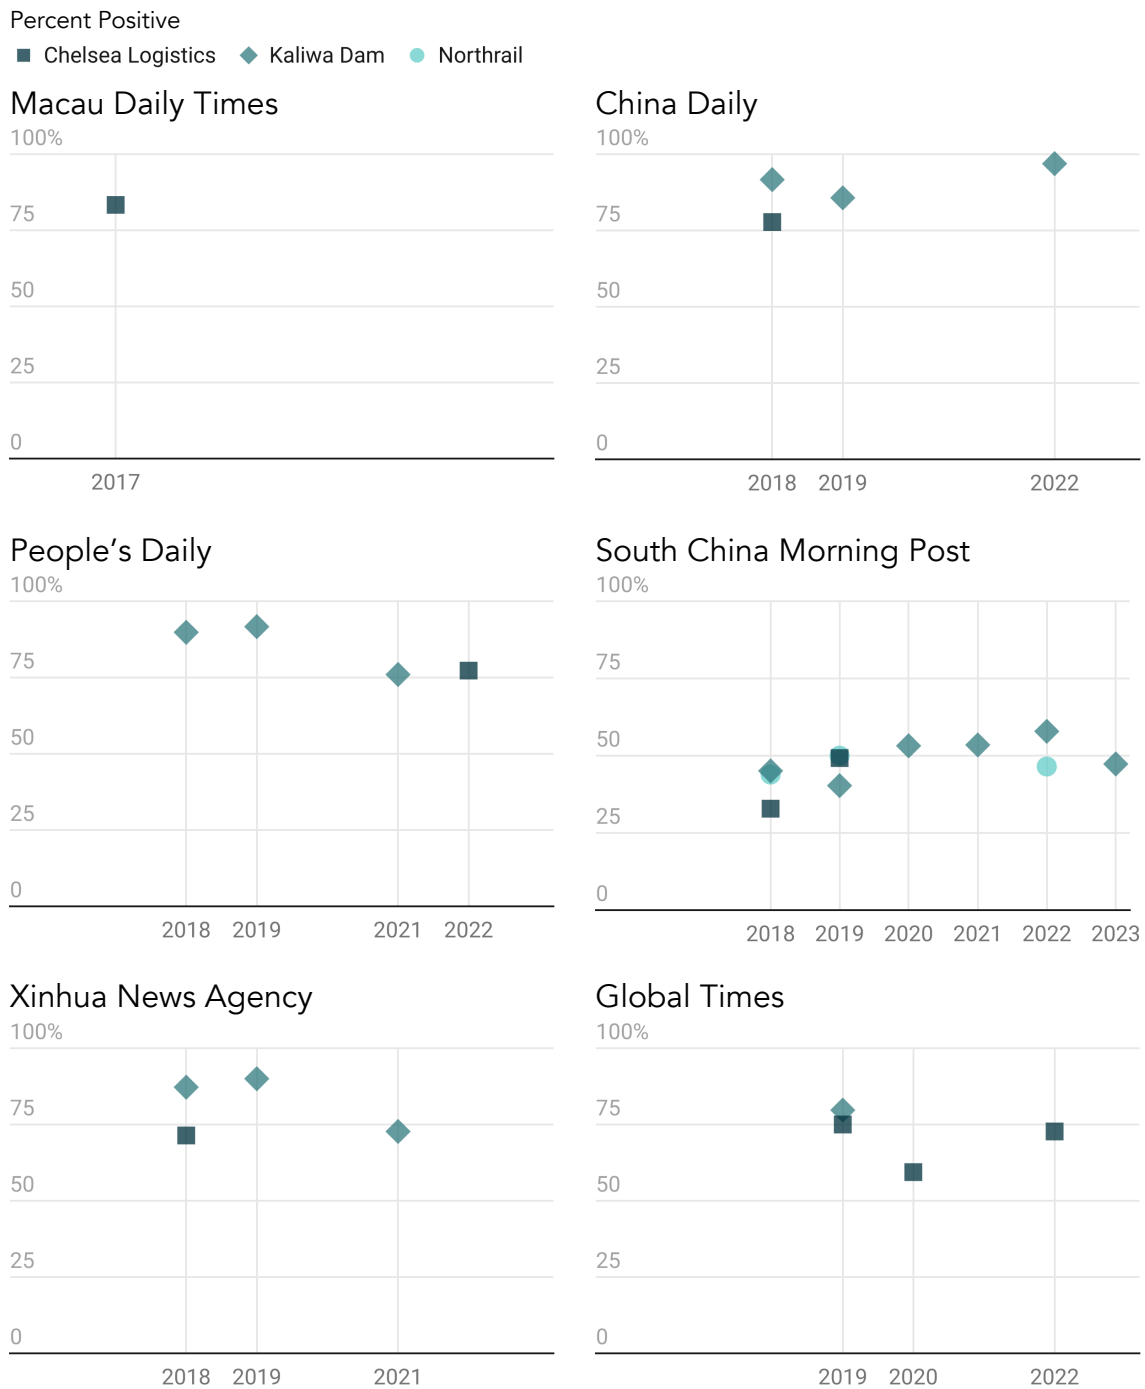 Percent Positive
Chelsea Logistics Kaliwa Dam Northrail
Macau Daily Times
100%
75
50
25
0
2017
China Daily
100%
75
50
25
0
2018 2019 2022
People's Daily
100%
75
50
25
0
2018 2019 2021 2022
South China Morning Post
100%
75
50
25
0
2018 2019 2020 2021 2022 2023
Xinhua News Agency
100%
75
50
25
0
2018 2019 2021
Global Times
100%
75
50
25
0
2019 2020 2022